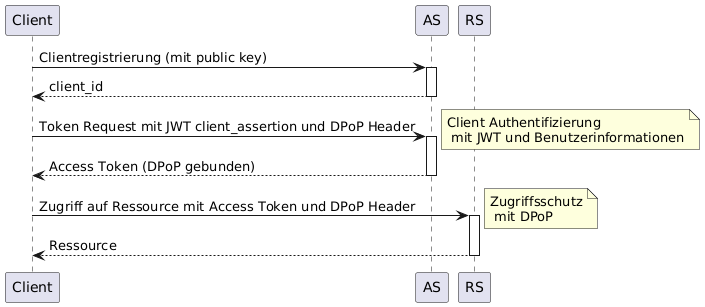 Client
AS
RS
Clientregistrierung (mit public key)
client_id
Token Request mit JWT client_assertion und DPoP Header
Client Authentifizierung
mit JWT und Benutzerinformationen
Access Token (DPoP gebunden)
Zugriff auf Ressource mit Access Token und DPoP Header
Zugriffsschutz
mit DPoP
Ressource
Client
AS
RS